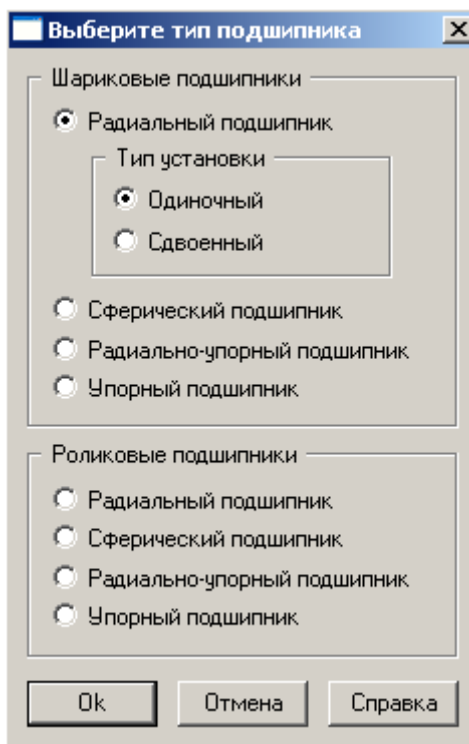 Выберите тип подшипника
Шариковые подшипники
Радиальный подшипник
Тип установки
Одиночный
Сдвоенный
Сферический подшипник
Радиально-упорный подшипник
Упорный подшипник
Роликовые подшипники
Радиальный подшипник
Сферический подшипник
Радиально-упорный подшипник
Упорный подшипник
Ok Отмена Справка